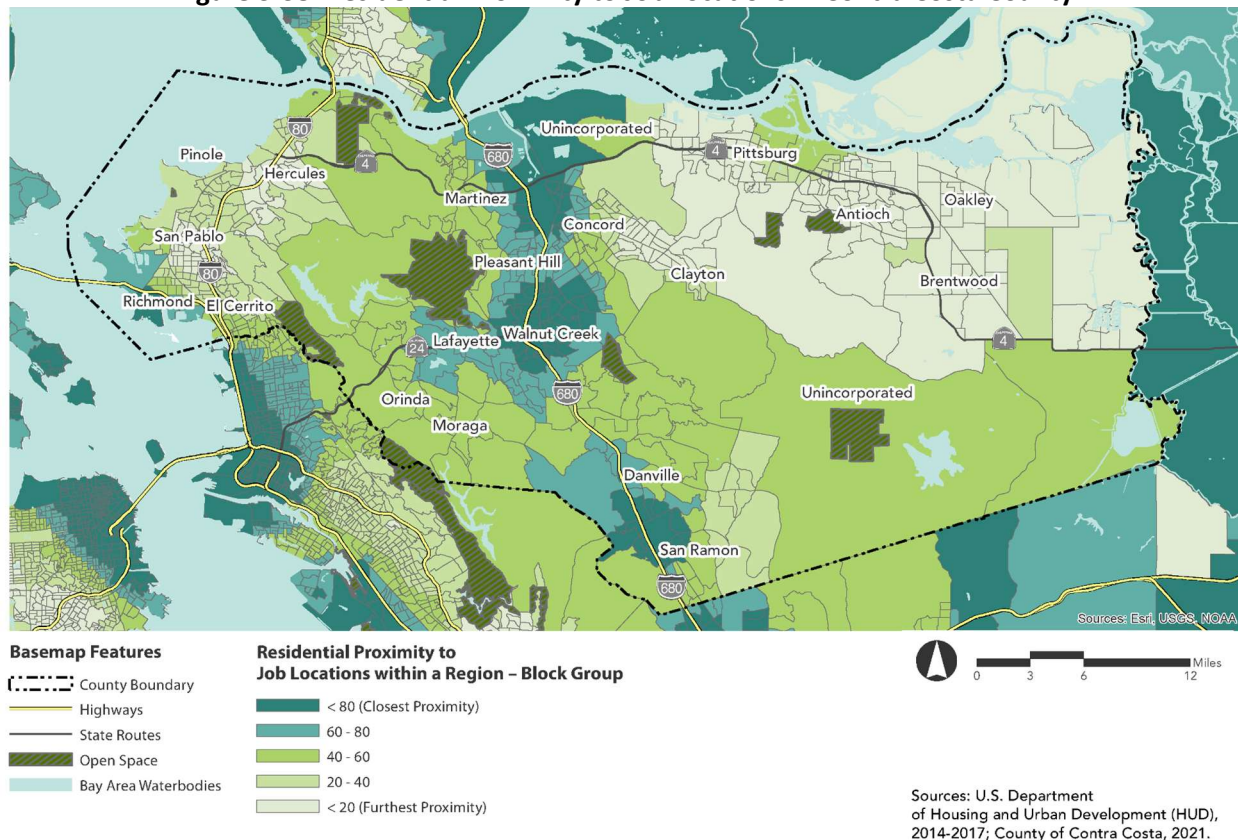 80
Unincorporated
Pinole
680
4
Pittsburg
Hercules
4
Martinez
Oakley
Antioch
Concord
San Pablo
Pleasant Hill
80
Clayton
Brentwood
Richmond
El Cerrito
Walnut Creek
Lafayette
24
4
680
Unincorporated
Orinda
Moraga
Danville
San Ramon
680
Sources: Esri, USGS, NOAA
Basemap Features
County Boundary
Highways
State Routes
Open Space
Bay Area Waterbodies
Residential Proximity to
Job Locations within a Region – Block Group
< 80 (Closest Proximity)
60 - 80
40 - 60
20 - 40
< 20 (Furthest Proximity)
Miles
0 3 6 12
Sources: U.S. Department
of Housing and Urban Development (HUD),
2014-2017; County of Contra Costa, 2021.